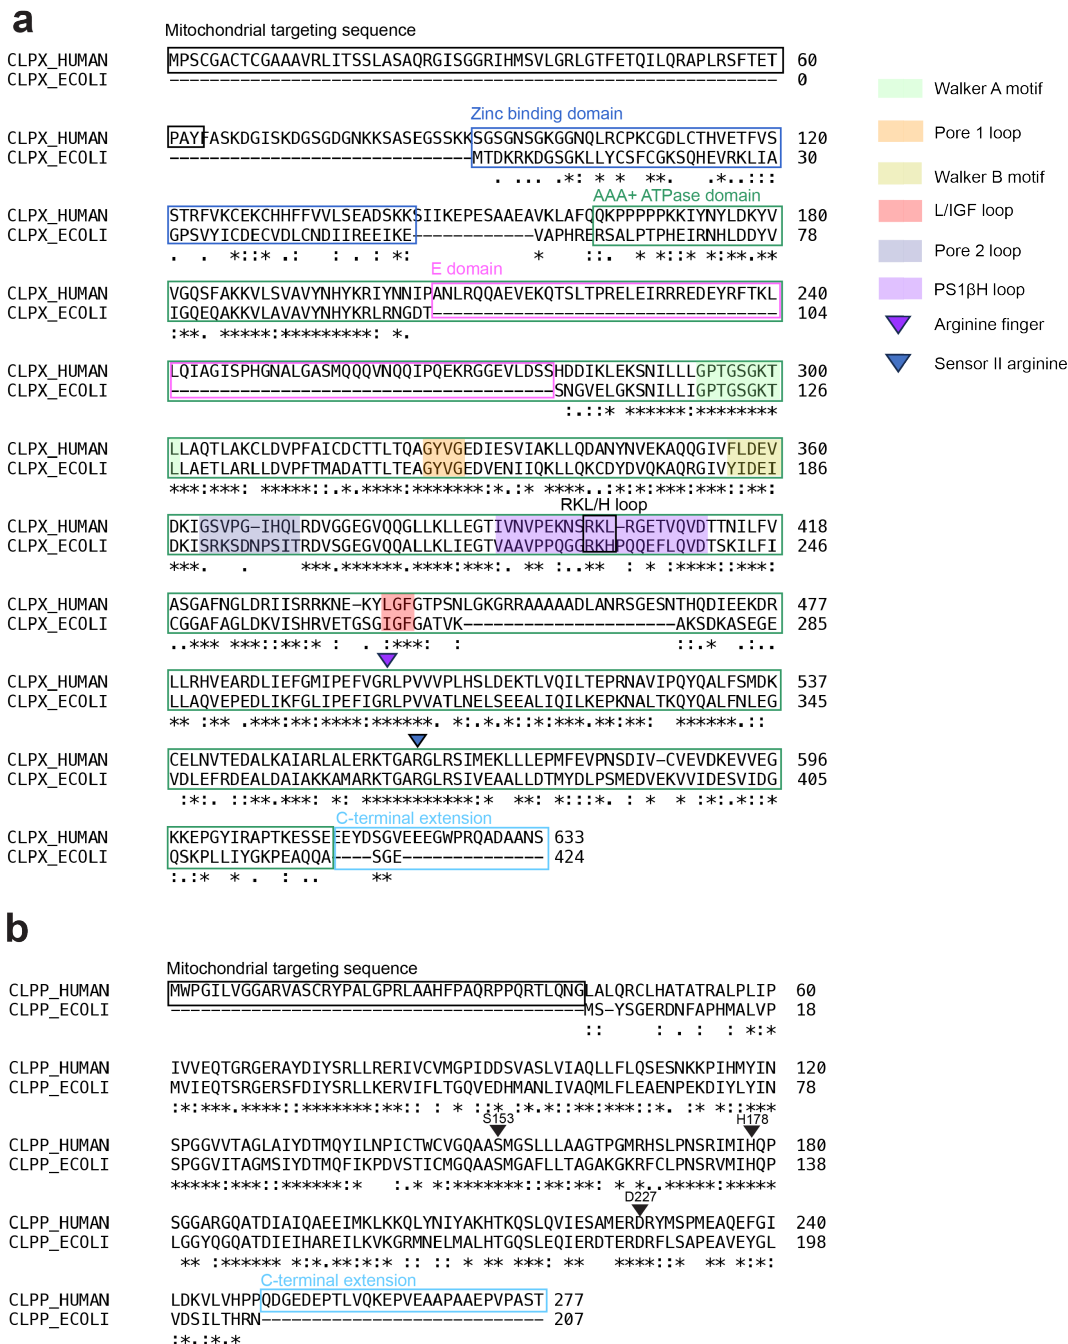 a
Mitochondrial targeting sequence
CLPX_HUMAN MPSCGACTCGAAAVRLITSSLASAQRGISGGRIHMSVLGRLGTFETQILQRAPLRSFTET 60
CLPX_ECOLI ------------------------------------------------------------ 0
Zinc binding domain
CLPX_HUMAN PAYFASKDGISKDGSGDGNKKSASEGSSKKSGSGNSGKGGNQLRCPKCGDLCTHVETFVS 120
CLPX_ECOLI ------------------------------MTDKRKDGSGKLLYCSFCGKSQHEVRKLIA 30
. ... .*: * * **. .*..:::
AAA+ ATPase domain
CLPX_HUMAN STRFVKCEKCHHFFVVLSEADSKKSIIKEPESAAEAVKLAFQQKPPPPPKKIYNYLDKYV 180
CLPX_ECOLI GPSVYICDECVDLCNDIIREEIKE------------VAPHRERSALPTPHEIRNHLDDYV 78
. . *::* .: : . : *: * ::. * *::* *:**.**
E domain
CLPX_HUMAN VGQSFAKKVLSVAVYNHYKRIYNNIPANLRQQAEVEKQTSLTPRELEIRRREDEYRFTKL 240
CLPX_ECOLI IGQEQAKKVLAVAVYNHYKRLRNGDT---------------------------------- 104
:**. *****:*********: *.
CLPX_HUMAN LQIAGISPHGNALGASMQQQVNQQIPQEKRGGEVLDSSHDDIKLEKSNILLLGPTGSGKT 300
CLPX_ECOLI --------------------------------------SNGVELGKSNILLIGPTGSGKT 126
:.::* ******:********
CLPX_HUMAN LLAQTLAKCLDVPFAICDCTTLTQAGYVGEDIESVIAKLLQDANYNVEKAQQGIVFLDEV 360
CLPX_ECOLI LLAETLARLLDVPFTMADATTLTEAGYVGEDVENIIQKLLQKCDYDVQKAQRGIVYIDEI 186
***:***: *****::.*.****:*******:*.:* ****..:*:*:***:***::**:
RKL/H loop
CLPX_HUMAN DKIGSVPG-IHQLRDVGGEGVQQGLLKLLEGTIVNVPEKNSRKL-RGETVQVDTTNILFV 418
CLPX_ECOLI DKISRKSDNPSITRDVSGEGVQQALLKLIEGTVAAVPPQGGRKHPQQEFLQVDTSKILFI 246
***. . ***.******.****:***:. ** :..** : * :****::***:
CLPX_HUMAN ASGAFNGLDRIISRRKNE-KYLGFGTPSNLGKGRRAAAAADLANRSGESNTHQDIEEKDR 477
CLPX_ECOLI CGGAFAGLDKVISHRVETGSGIGFGATVK---------------------AKSDKASEGE 285
..*** ***::**:* : . :***: : ::.* .:..
CLPX_HUMAN LLRHVEARDLIEFGMIPEFVGRLPVVVPLHSLDEKTLVQILTEPRNAVIPQYQALFSMDK 537
CLPX_ECOLI LLAQVEPEDLIKFGLIPEFIGRLPVVATLNELSEEALIQILKEPKNALTKQYQALFNLEG 345
** :** .***:**:****:******. *:.*.*::*:***.**:**: ******.::
CLPX_HUMAN CELNVTEDALKAIARLALERKTGARGLRSIMEKLLLEPMFEVPNSDIV-CVEVDKEVVEG 596
CLPX_ECOLI VDLEFRDEALDAIAKKAMARKTGARGLRSIVEAALLDTMYDLPSMEDVEKVVIDESVIDG 405
:*:. ::**.***: *: ***********:* **: *:::*. : * * :*:.*::*
C-terminal extension
CLPX_HUMAN KKEPGYIRAPTKESSEEEYDSGVEEEGWPRQADAANS 633
CLPX_ECOLI QSKPLLIYGKPEAQQA----SGE-------------- 424
:.:* * . : .. **
Walker A motif
Pore 1 loop
Walker B motif
L/IGF loop
Pore 2 loop
PS1βH loop
Arginine finger
Sensor II arginine
b
Mitochondrial targeting sequence
CLPP_HUMAN MWPGILVGGARVASCRYPALGPRLAAHFPAQRPPQRTLQNGLALQRCLHATATRALPLIP 60
CLPP_ECOLI -----------------------------------------MS-YSGERDNFAPHMALVP 18
:: : . : : *:*
CLPP_HUMAN IVVEQTGRGERAYDIYSRLLRERIVCVMGPIDDSVASLVIAQLLFLQSESNKKPIHMYIN 120
CLPP_ECOLI MVIEQTSRGERSFDIYSRLLKERVIFLTGQVEDHMANLIVAQMLFLEAENPEKDIYLYIN 78
:*:***.****::*******:**:: : * ::* :*.*::**:***::*. :* *::***
S153 H178
CLPP_HUMAN SPGGVVTAGLAIYDTMQYILNPICTWCVGQAASMGSLLLAAGTPGMRHSLPNSRIMIHQP 180
CLPP_ECOLI SPGGVITAGMSIYDTMQFIKPDVSTICMGQAASMGAFLLTAGAKGKRFCLPNSRVMIHQP 138
*****:***::******:* :.* *:*******::**:**: * *..*****:*****
D227
CLPP_HUMAN SGGARGQATDIAIQAEEIMKLKKQLYNIYAKHTKQSLQVIESAMERDRYMSPMEAQEFGI 240
CLPP_ECOLI LGGYQGQATDIEIHAREILKVKGRMNELMALHTGQSLEQIERDTERDRFLSAPEAVEYGL 198
** :****** *:*.**:*:* :: :: * ** ***: ** ****::* ** *:*:
C-terminal extension
CLPP_HUMAN LDKVLVHPPQDGEDEPTLVQKEPVEAAPAAEPVPAST 277
CLPP_ECOLI VDSILTHRN---------------------------- 207
:*.:*.*